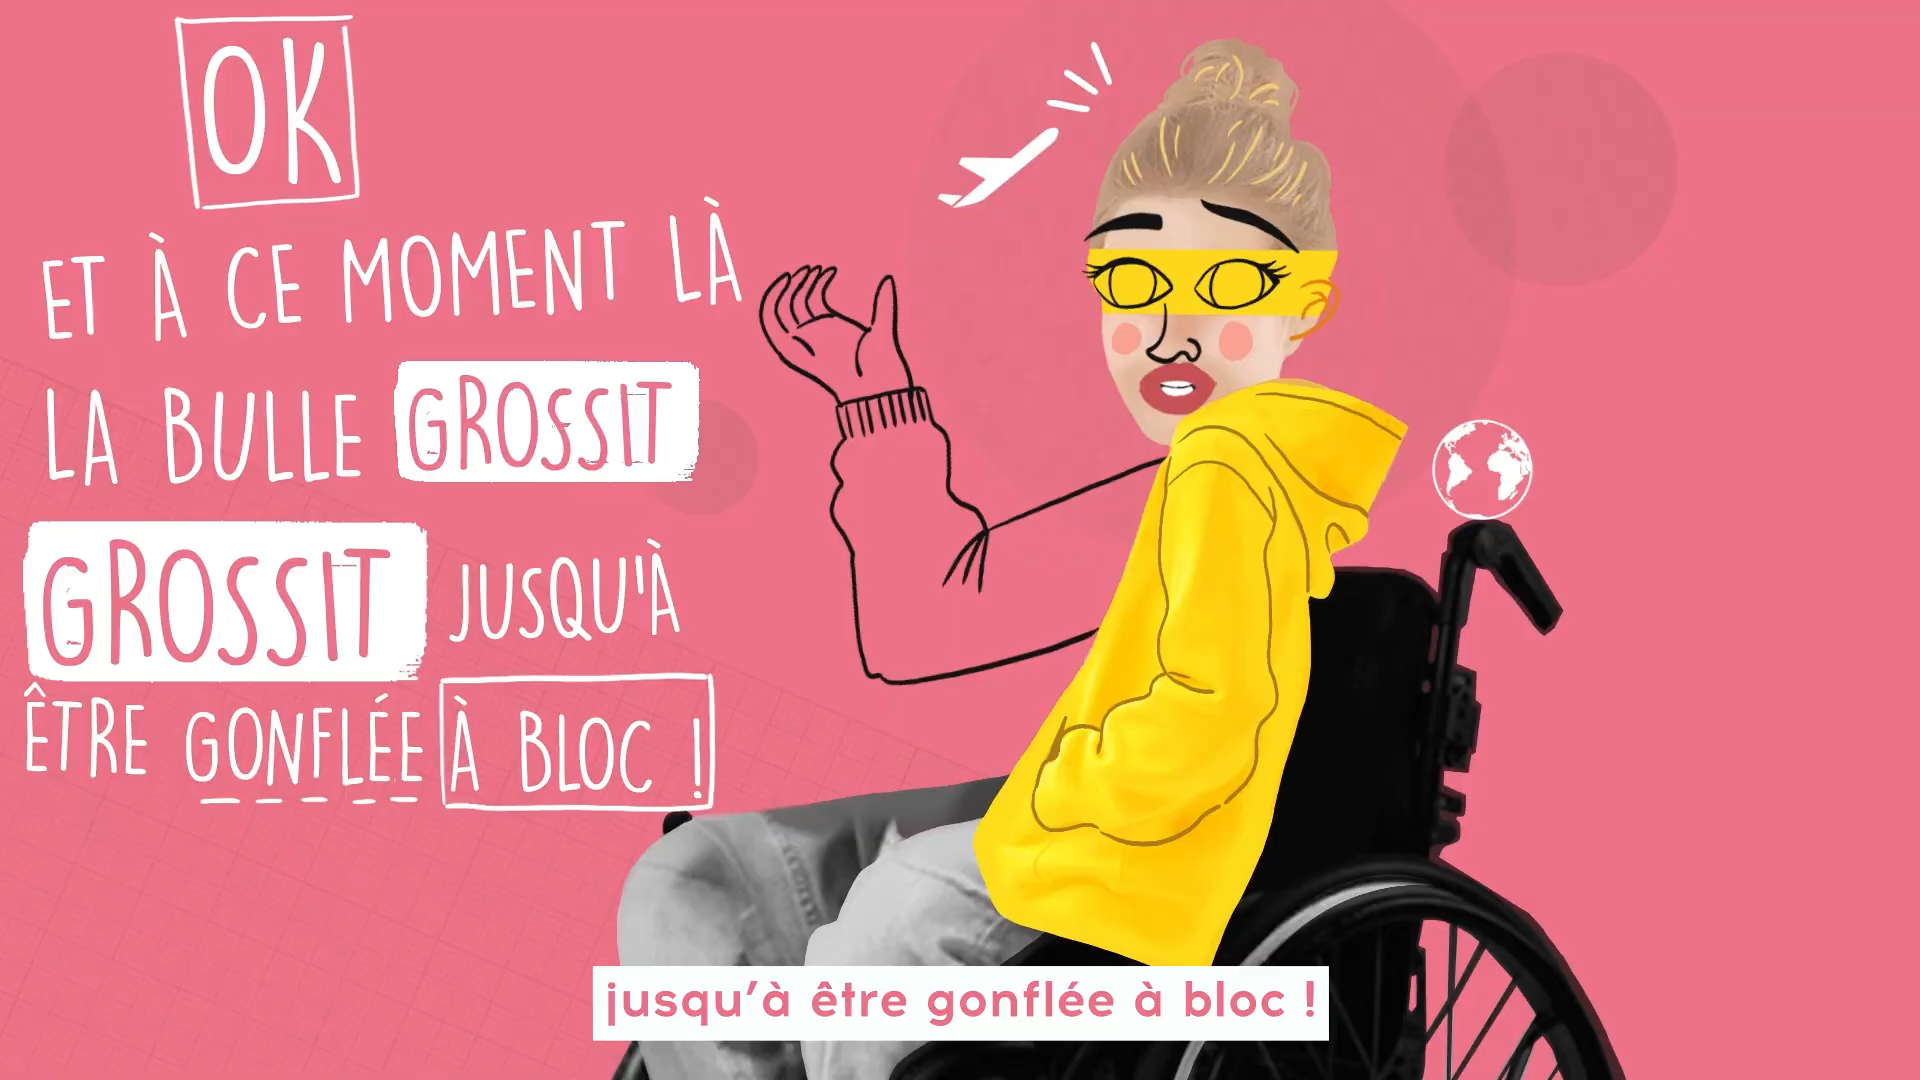 OK
ET À CE MOMENT LÀ
LA BULLE GROSSIT
GROSSIT JUSQU'À
ÊTRE GONFLÉE À BLOC !
jusqu’à être gonflée à bloc !